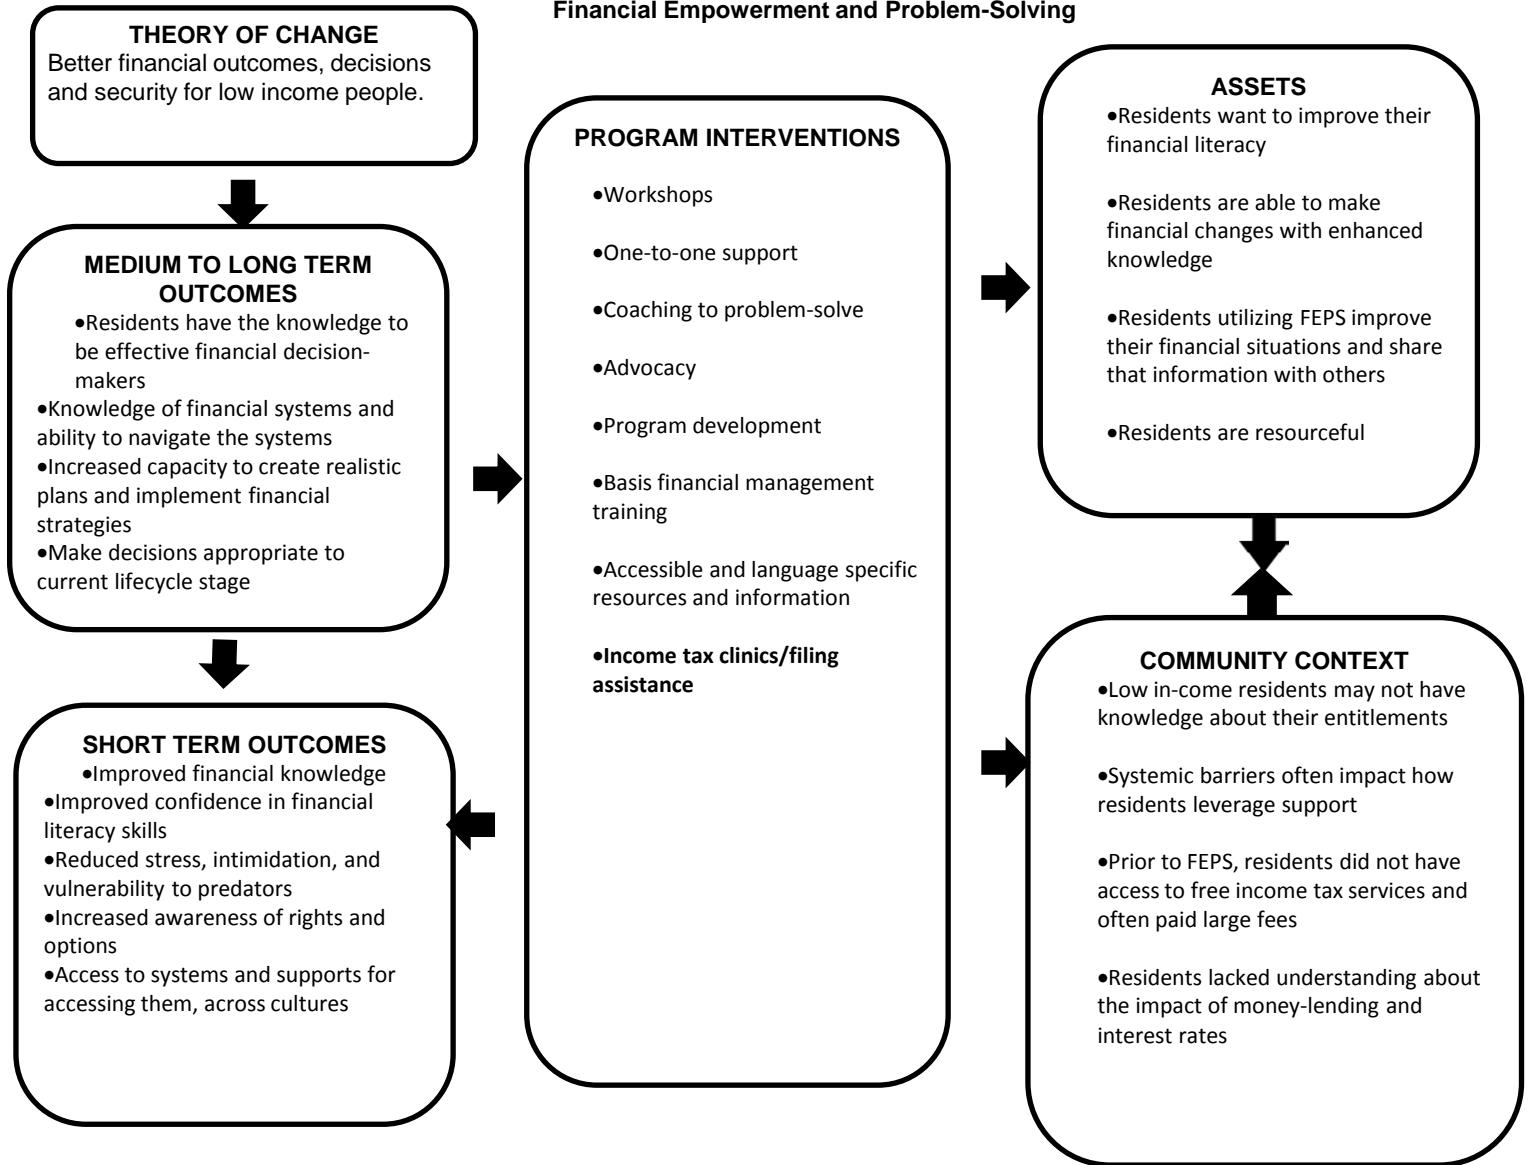 Financial Empowerment and Problem-Solving
THEORY OF CHANGE
Better financial outcomes, decisions
and security for low income people.
MEDIUM TO LONG TERM
OUTCOMES
•Residents have the knowledge to
be effective financial decision-
makers
•Knowledge of financial systems and
ability to navigate the systems
•Increased capacity to create realistic
plans and implement financial
strategies
•Make decisions appropriate to
current lifecycle stage
SHORT TERM OUTCOMES
•Improved financial knowledge
•Improved confidence in financial
literacy skills
•Reduced stress, intimidation, and
vulnerability to predators
•Increased awareness of rights and
options
•Access to systems and supports for
accessing them, across cultures
PROGRAM INTERVENTIONS
•Workshops
•One-to-one support
•Coaching to problem-solve
•Advocacy
•Program development
•Basis financial management
training
•Accessible and language specific
resources and information
•Income tax clinics/filing
assistance
ASSETS
•Residents want to improve their
financial literacy
•Residents are able to make
financial changes with enhanced
knowledge
•Residents utilizing FEPS improve
their financial situations and share
that information with others
•Residents are resourceful
COMMUNITY CONTEXT
•Low in-come residents may not have
knowledge about their entitlements
•Systemic barriers often impact how
residents leverage support
•Prior to FEPS, residents did not have
access to free income tax services and
often paid large fees
•Residents lacked understanding about
the impact of money-lending and
interest rates